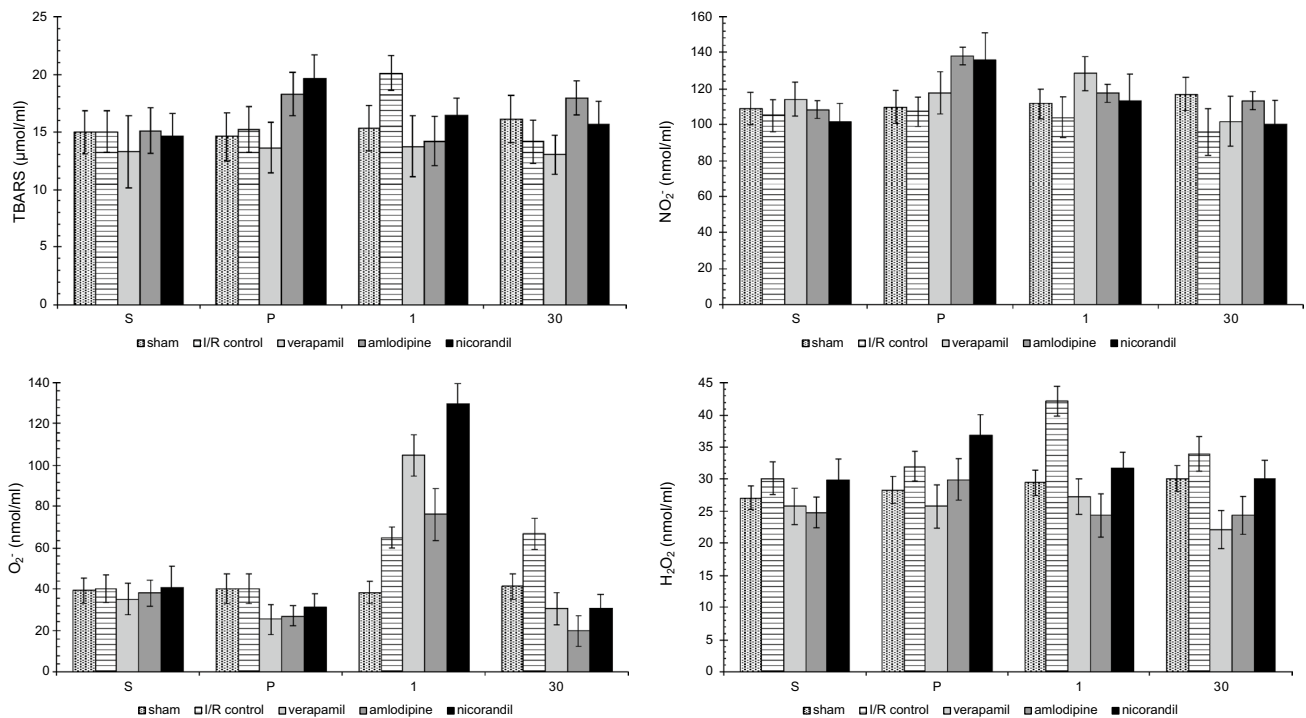 TBARS (µmol/ml)
25
20
15
10
5
0
S P 1 30
sham I/R control verapamil amlodipine nicorandil
NO₂⁻ (nmol/ml)
160
140
120
100
80
60
40
20
0
S P 1 30
sham I/R control verapamil amlodipine nicorandil
O₂⁻ (nmol/ml)
140
120
100
80
60
40
20
0
S P 1 30
sham I/R control verapamil amlodipine nicorandil
H₂O₂ (nmol/ml)
45
40
35
30
25
20
15
10
5
0
S P 1 30
sham I/R control verapamil amlodipine nicorandil